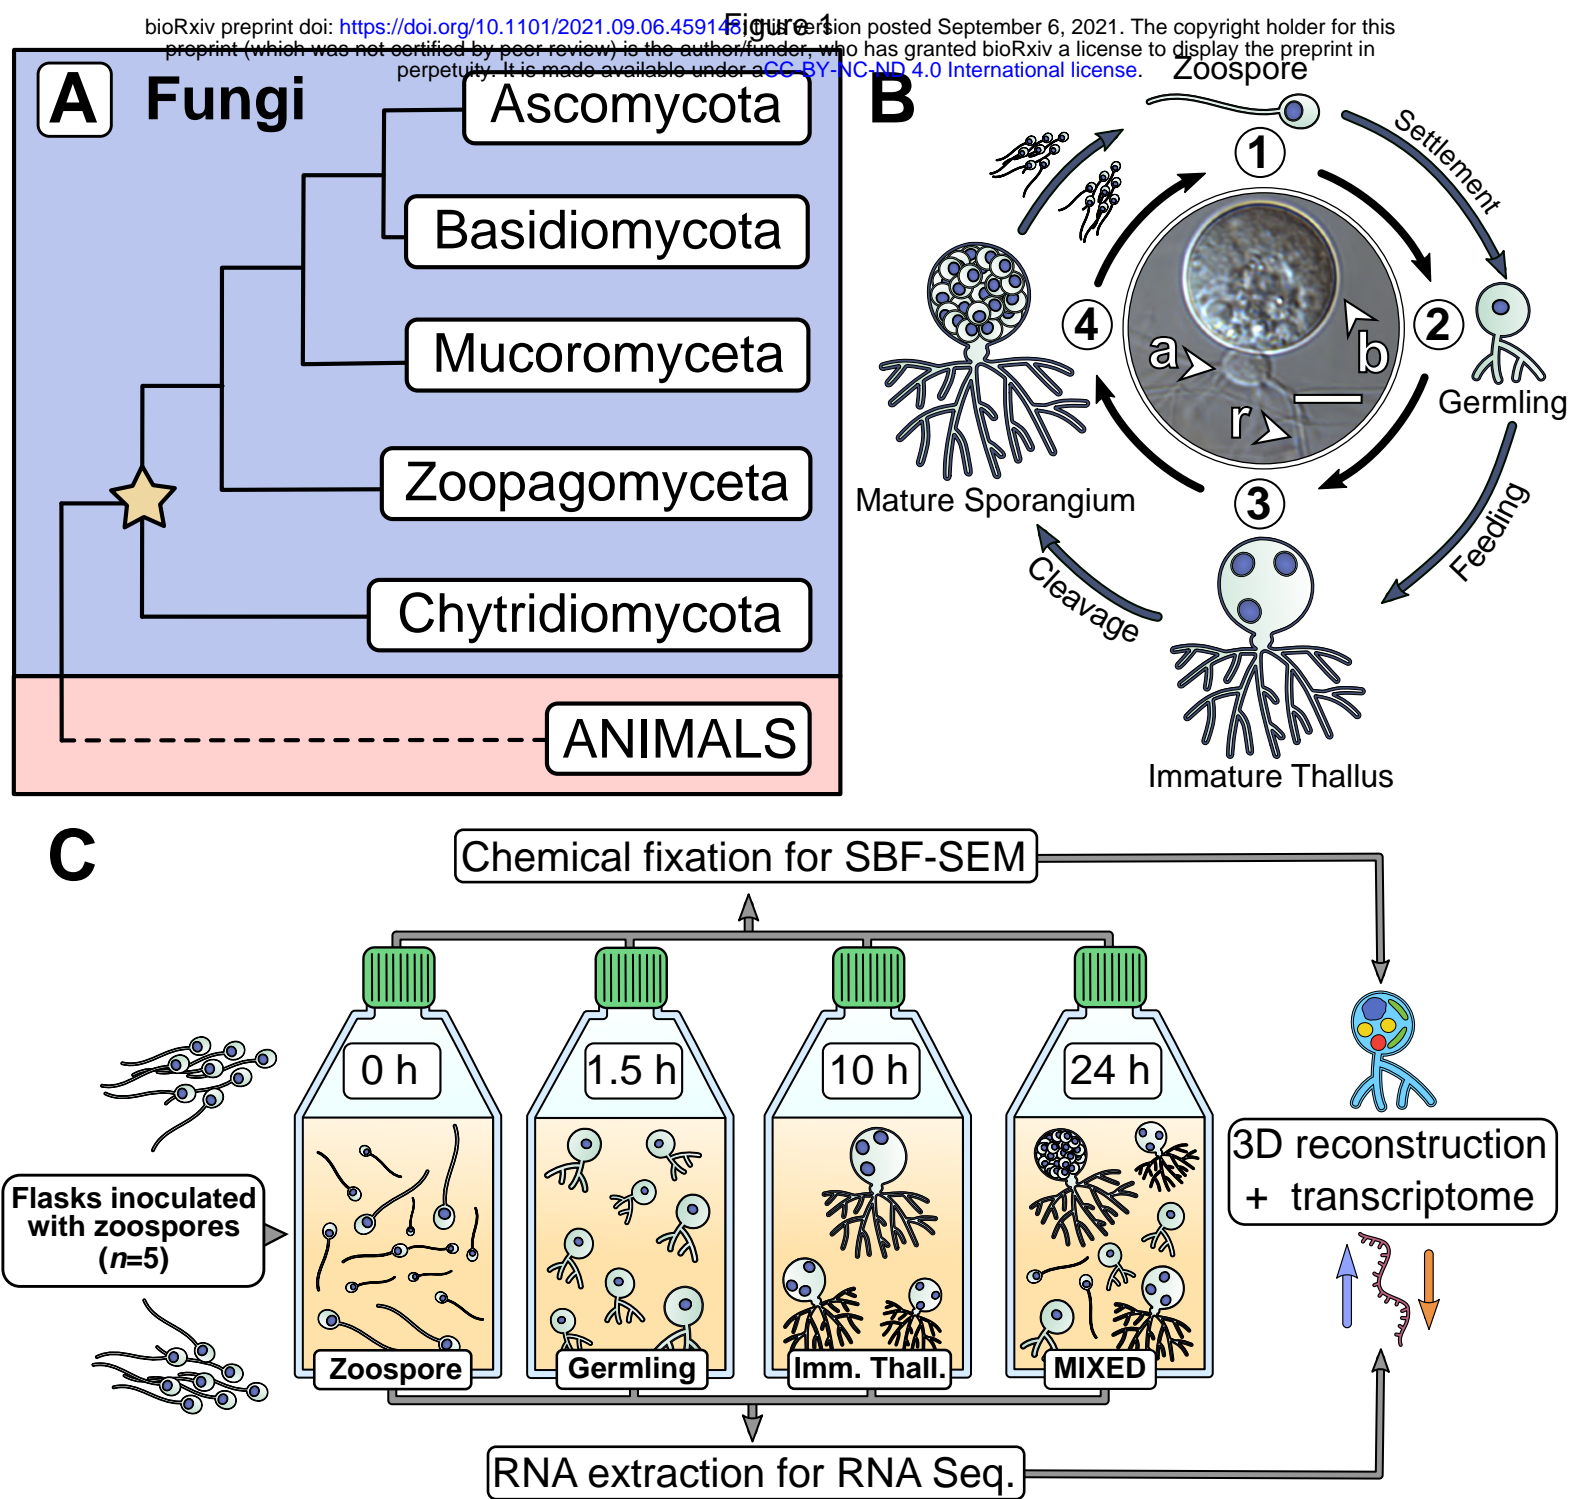 Figure 1
bioRxiv preprint doi: https://doi.org/10.1101/2021.09.06.459148; this version posted September 6, 2021. The copyright holder for this
preprint (which was not certified by peer review) is the author/funder, who has granted bioRxiv a license to display the preprint in
perpetuity. It is made available under aCC-BY-NC-ND 4.0 International license.
A
Fungi
Ascomycota
Basidiomycota
Mucoromyceta
Zoopagomyceta
Chytridiomycota
ANIMALS
B
Zoospore
1
Settlement
2
Germling
Feeding
3
Immature Thallus
Cleavage
4
Mature Sporangium
a
b
r
C
Chemical fixation for SBF-SEM
0 h
1.5 h
10 h
24 h
Flasks inoculated
with zoospores
(n=5)
Zoospore
Germling
Imm. Thall.
MIXED
3D reconstruction
+ transcriptome
RNA extraction for RNA Seq.